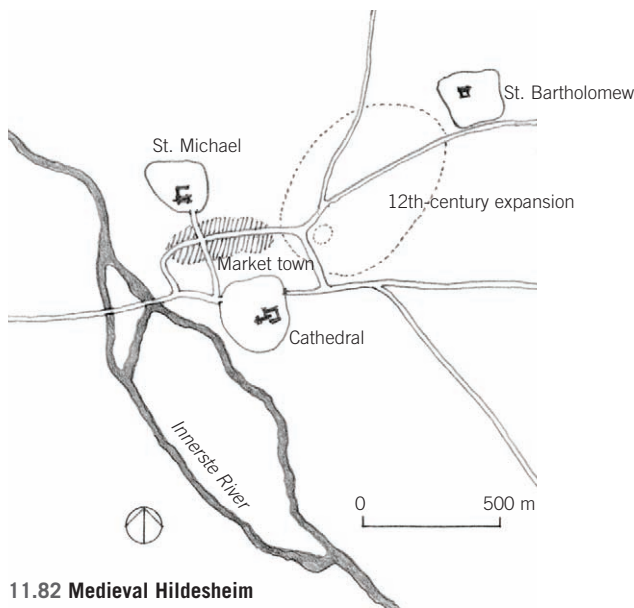 St. Bartholomew
St. Michael
12th-century expansion
Market town
Cathedral
Innerste River
0 500 m
11.82 Medieval Hildesheim